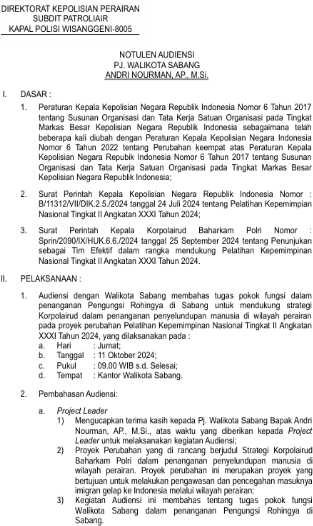 DIREKTORAT KEPOLISIAN PERAIRAN
SUBDIT PATROLIAIR
KAPAL POLISI WISANGGENI-8005
NOTULEN AUDIENSI
PJ. WALIKOTA SABANG
ANDRI NOURMAN, AP., M.Si.
I. DASAR :
1. Peraturan Kepala Kepolisian Negara Republik Indonesia Nomor 6 Tahun 2017
tentang Susunan Organisasi dan Tata Kerja Satuan Organisasi pada Tingkat
Markas Besar Kepolisian Negara Republik Indonesia sebagaimana telah
beberapa kali diubah dengan Peraturan Kepala Kepolisian Negara Indonesia
Nomor 6 Tahun 2022 tentang Perubahan keempat atas Peraturan Kepala
Kepolisian Negara Republik Indonesia Nomor 6 Tahun 2017 tentang Susunan
Organisasi dan Tata Kerja Satuan Organisasi pada Tingkat Markas Besar
Kepolisian Negara Republik Indonesia;
2. Surat Perintah Kepala Kepolisian Negara Republik Indonesia Nomor :
B/11312/VII/DIK.2.5./2024 tanggal 24 Juli 2024 tentang Pelatihan Kepemimpian
Nasional Tingkat II Angkatan XXXI Tahun 2024;
3. Surat Perintah Kepala Korpolairud Baharkam Polri Nomor :
Sprin/2090/IX/HUK.6.6./2024 tanggal 25 September 2024 tentang Penunjukan
sebagai Tim Efektif dalam rangka mendukung Pelatihan Kepemimpinan
Nasional Tingkat II Angkatan XXXI Tahun 2024.
II. PELAKSANAAN :
1. Audiensi dengan Walikota Sabang membahas tugas pokok fungsi dalam
penanganan Pengungsi Rohingya di Sabang untuk mendukung strategi
Korpolairud dalam penanganan penyelundupan manusia di wilayah perairan
pada proyek perubahan Pelatihan Kepemimpinan Nasional Tingkat II Angkatan
XXXI Tahun 2024, yang dilaksanakan pada :
a. Hari : Jumat;
b. Tanggal : 11 Oktober 2024;
c. Pukul : 09.00 WIB s.d. Selesai;
d. Tempat : Kantor Walikota Sabang.
2. Pembahasan Audiensi:
a. Project Leader
1) Mengucapkan terima kasih kepada Pj. Walikota Sabang Bapak Andri
Nourman, AP., M.Si., atas waktu yang diberikan kepada Project
Leader untuk melaksanakan kegiatan Audiensi;
2) Proyek Perubahan yang di rancang berjudul Strategi Korpolairud
Baharkam Polri dalam penanganan penyelundupan manusia di
wilayah perairan. Proyek perubahan ini merupakan proyek yang
bertujuan untuk melakukan pengawasan dan pencegahan masuknya
imigran gelap ke Indonesia melalui wilayah perairan;
3) Kegiatan Audiensi ini membahas tentang tugas pokok fungsi
Walikota Sabang dalam penanganan Pengungsi Rohingya di
Sabang.